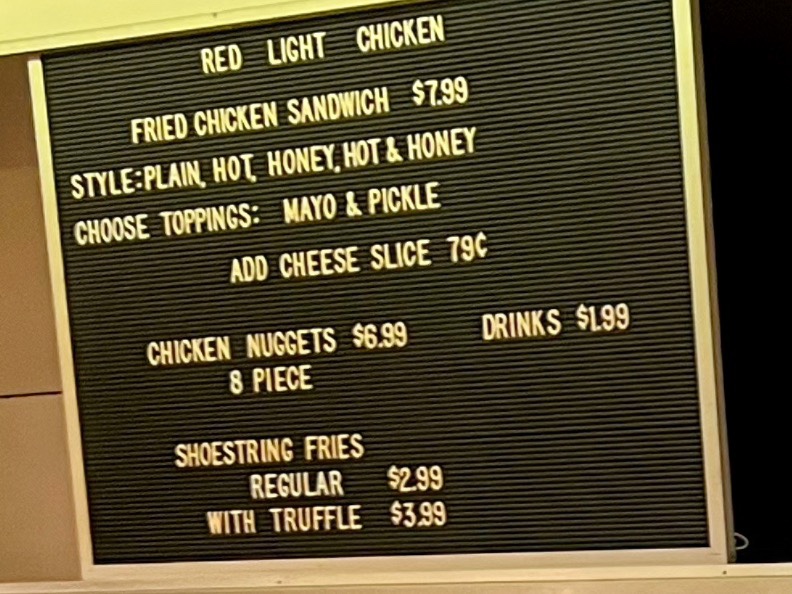 RED LIGHT CHICKEN
FRIED CHICKEN SANDWICH $7.99
STYLE:PLAIN, HOT, HONEY, HOT & HONEY
CHOOSE TOPPINGS: MAYO & PICKLE
ADD CHEESE SLICE 79¢
CHICKEN NUGGETS $6.99 DRINKS $1.99
8 PIECE
SHOESTRING FRIES
REGULAR $2.99
WITH TRUFFLE $3.99